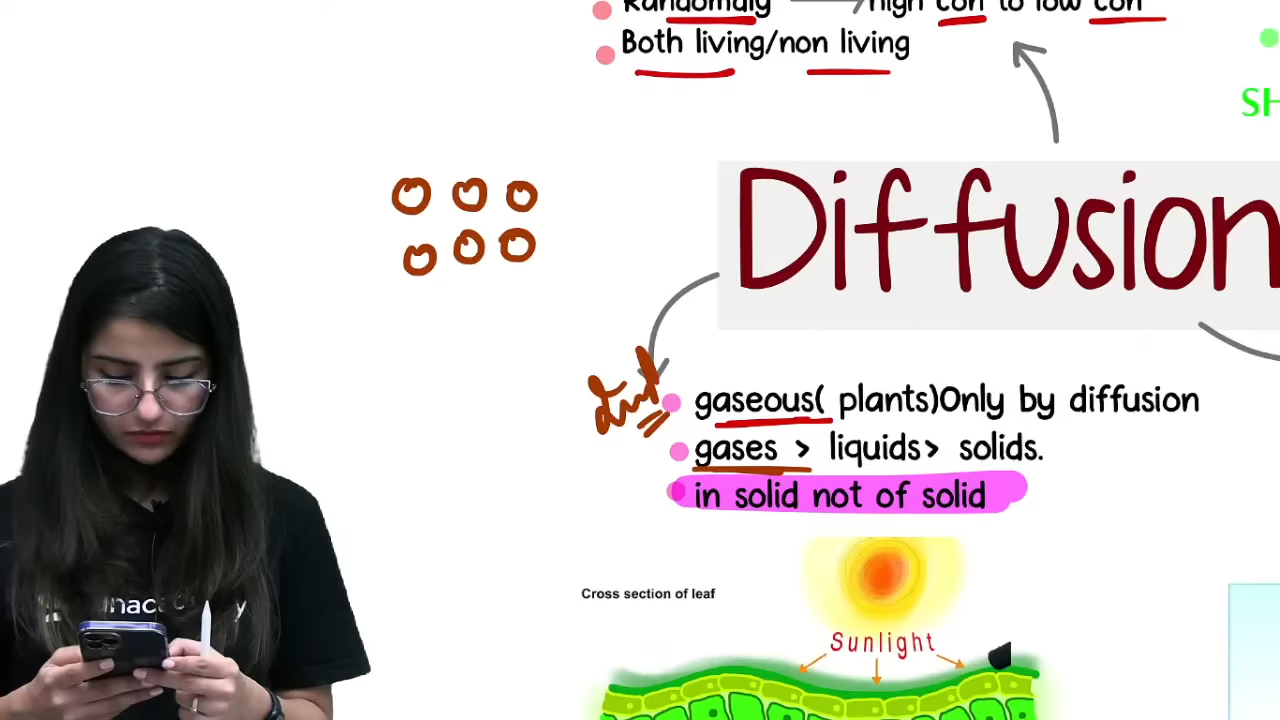 Randomly → high con to low con
Both living/non living
SH
Diffusion
gaseous( plants)Only by diffusion
gases > liquids> solids.
in solid not of solid
Cross section of leaf
Sunlight